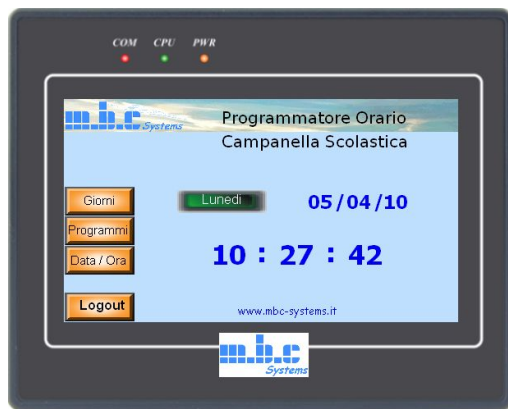 COM CPU PWR
m.b.c Systems
Programmatore Orario
Campanella Scolastica
Giorni
Lunedì
05/04/10
Programmi
Data / Ora
10 : 27 : 42
Logout
www.mbc-systems.it
m.b.c
Systems